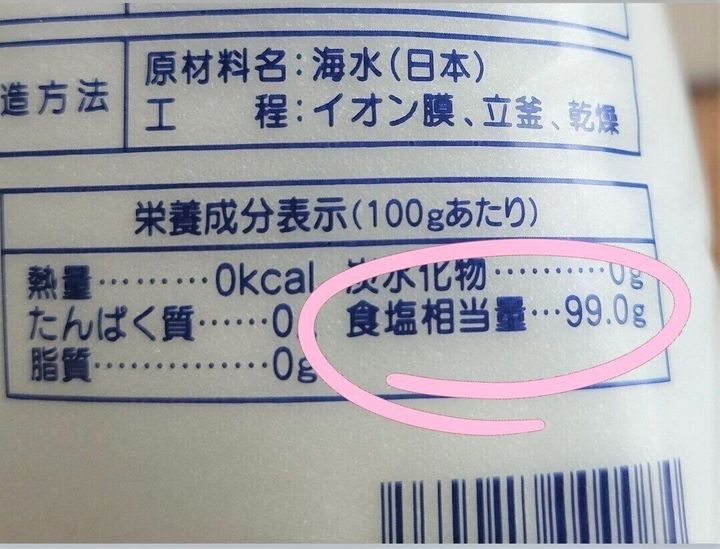 造方法
原材料名:海水(日本)
工 程:イオン膜、立釜、乾燥
栄養成分表示(100gあたり)
熱量………0kcal
炭水化物………0g
たんぱく質……0
食塩相当量…99.0g
脂質……………0g